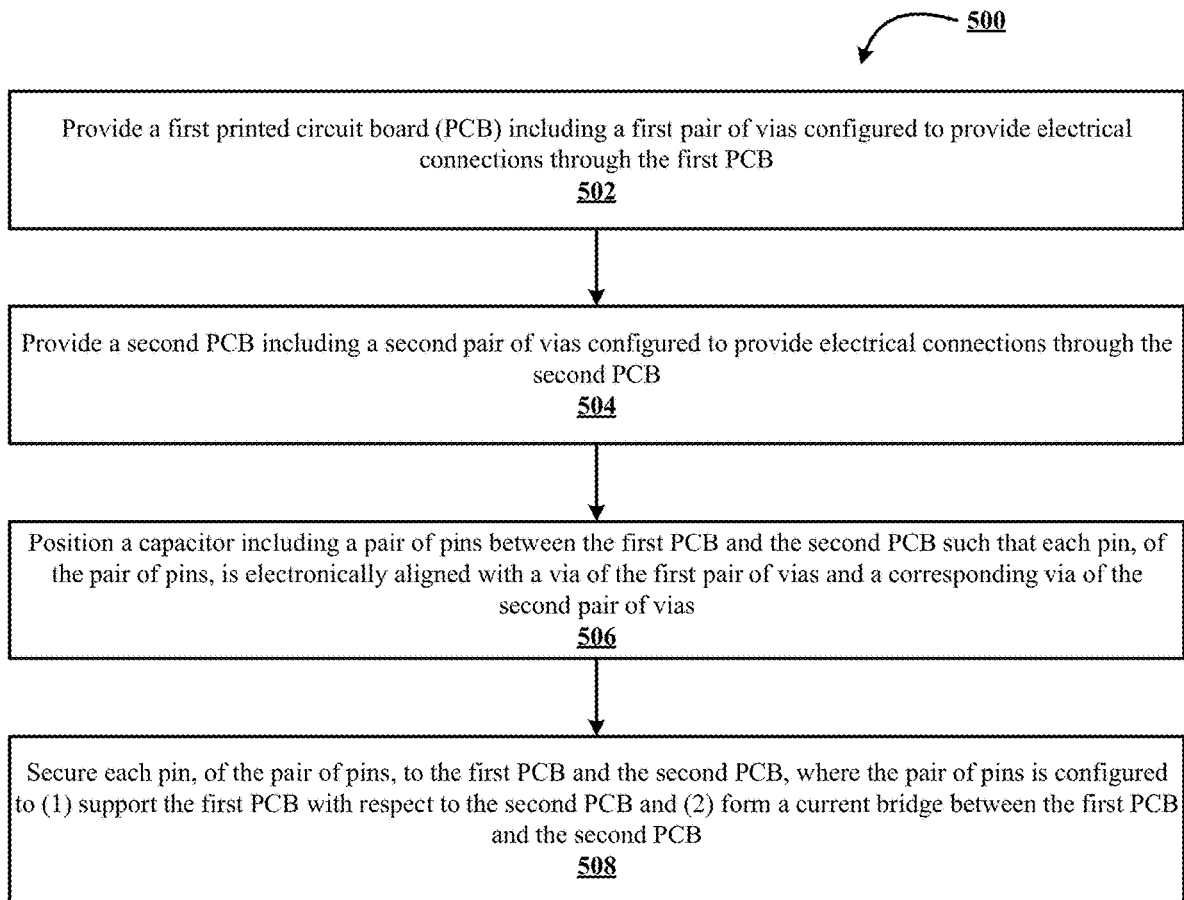 500
Provide a first printed circuit board (PCB) including a first pair of vias configured to provide electrical
connections through the first PCB
502
Provide a second PCB including a second pair of vias configured to provide electrical connections through the
second PCB
504
Position a capacitor including a pair of pins between the first PCB and the second PCB such that each pin, of
the pair of pins, is electronically aligned with a via of the first pair of vias and a corresponding via of the
second pair of vias
506
Secure each pin, of the pair of pins, to the first PCB and the second PCB, where the pair of pins is configured
to (1) support the first PCB with respect to the second PCB and (2) form a current bridge between the first PCB
and the second PCB
508